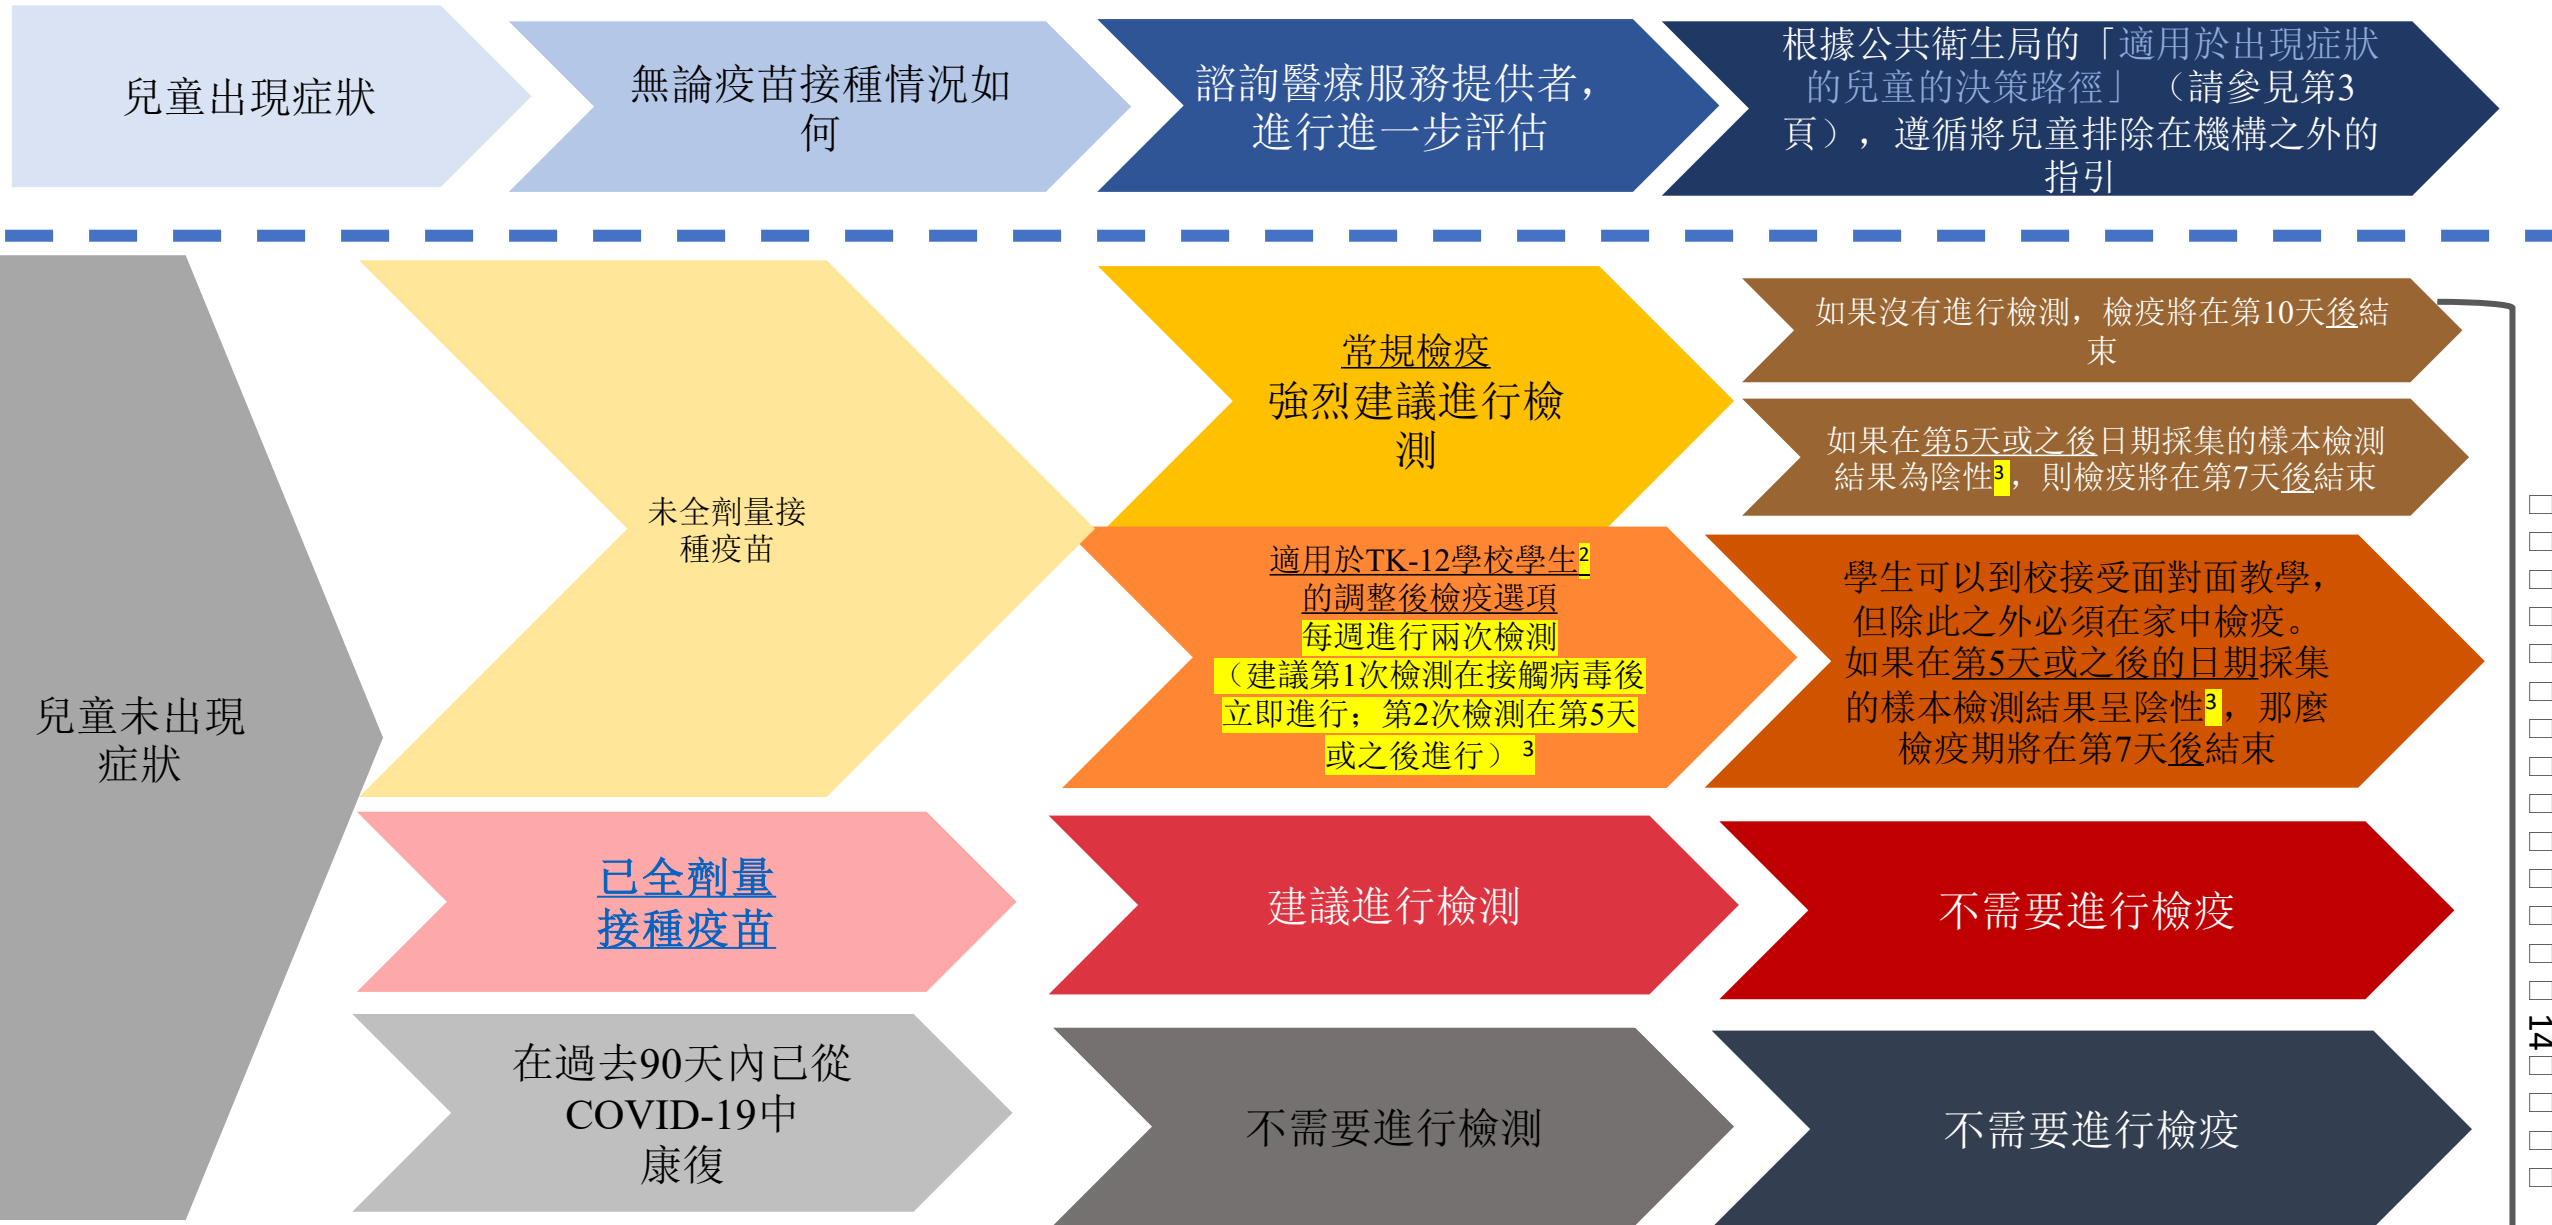 兒童出現症狀
無論疫苗接種情況如
何
諮詢醫療服務提供者，
進行進一步評估
根據公共衛生局的「適用於出現症狀
的兒童的決策路徑」（請參見第3
頁），遵循將兒童排除在機構之外的
指引
兒童未出現
症狀
未全劑量接
種疫苗
常規檢疫
強烈建議進行檢
測
如果沒有進行檢測，檢疫將在第10天後結
束
如果在第5天或之後日期採集的樣本檢測
結果為陰性3，則檢疫將在第7天後結束
適用於TK-12學校學生2
的調整後檢疫選項
每週進行兩次檢測
（建議第1次檢測在接觸病毒後
立即進行；第2次檢測在第5天
或之後進行）3
學生可以到校接受面對面教學，
但除此之外必須在家中檢疫。
如果在第5天或之後的日期採集
的樣本檢測結果呈陰性3，那麼
檢疫期將在第7天後結束
已全劑量
接種疫苗
建議進行檢測
不需要進行檢疫
在過去90天內已從
COVID-19中
康復
不需要進行檢測
不需要進行檢疫
14